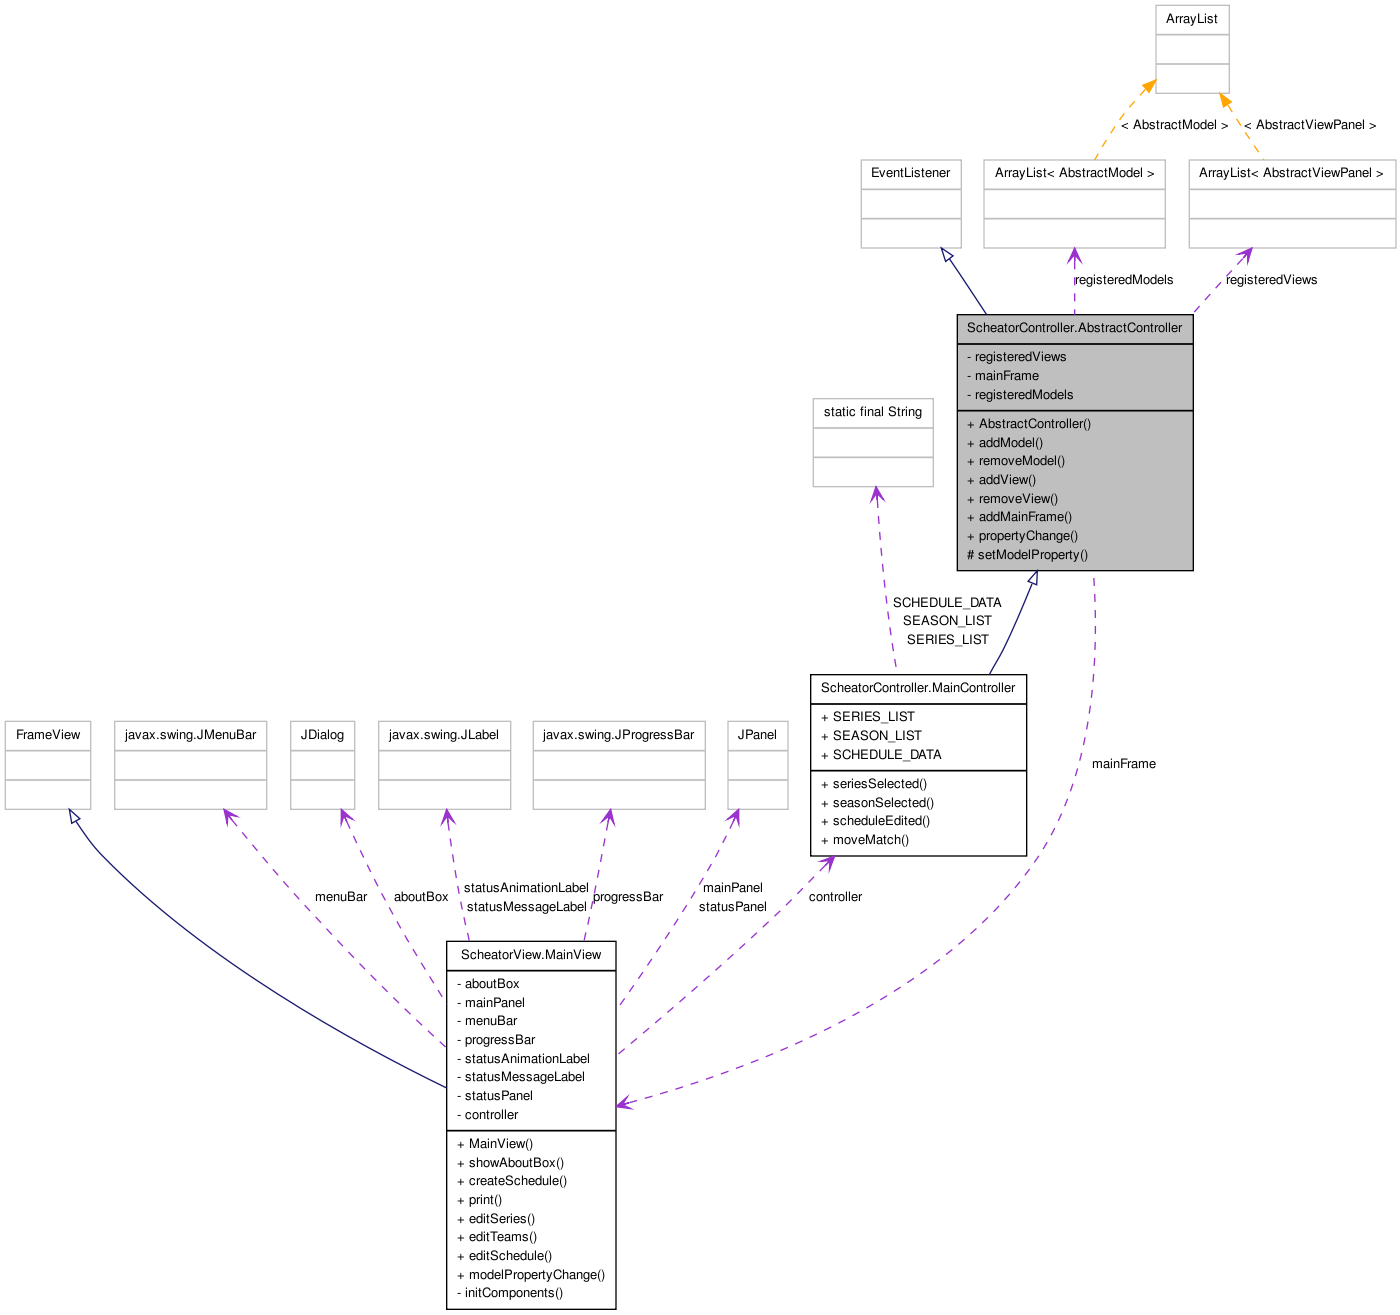 ArrayList
< AbstractModel >
< AbstractViewPanel >
EventListener
ArrayList< AbstractModel >
ArrayList< AbstractViewPanel >
registeredModels
registeredViews
ScheatorController.AbstractController
- registeredViews
- mainFrame
- registeredModels
+ AbstractController()
+ addModel()
+ removeModel()
+ addView()
+ removeView()
+ addMainFrame()
+ propertyChange()
# setModelProperty()
static final String
SCHEDULE_DATA
SEASON_LIST
SERIES_LIST
ScheatorController.MainController
+ SERIES_LIST
+ SEASON_LIST
+ SCHEDULE_DATA
+ seriesSelected()
+ seasonSelected()
+ scheduleEdited()
+ moveMatch()
mainFrame
FrameView
javax.swing.JMenuBar
JDialog
javax.swing.JLabel
javax.swing.JProgressBar
JPanel
menuBar
aboutBox
statusAnimationLabel
statusMessageLabel
progressBar
mainPanel
statusPanel
controller
ScheatorView.MainView
- aboutBox
- mainPanel
- menuBar
- progressBar
- statusAnimationLabel
- statusMessageLabel
- statusPanel
- controller
+ MainView()
+ showAboutBox()
+ createSchedule()
+ print()
+ editSeries()
+ editTeams()
+ editSchedule()
+ modelPropertyChange()
- initComponents()